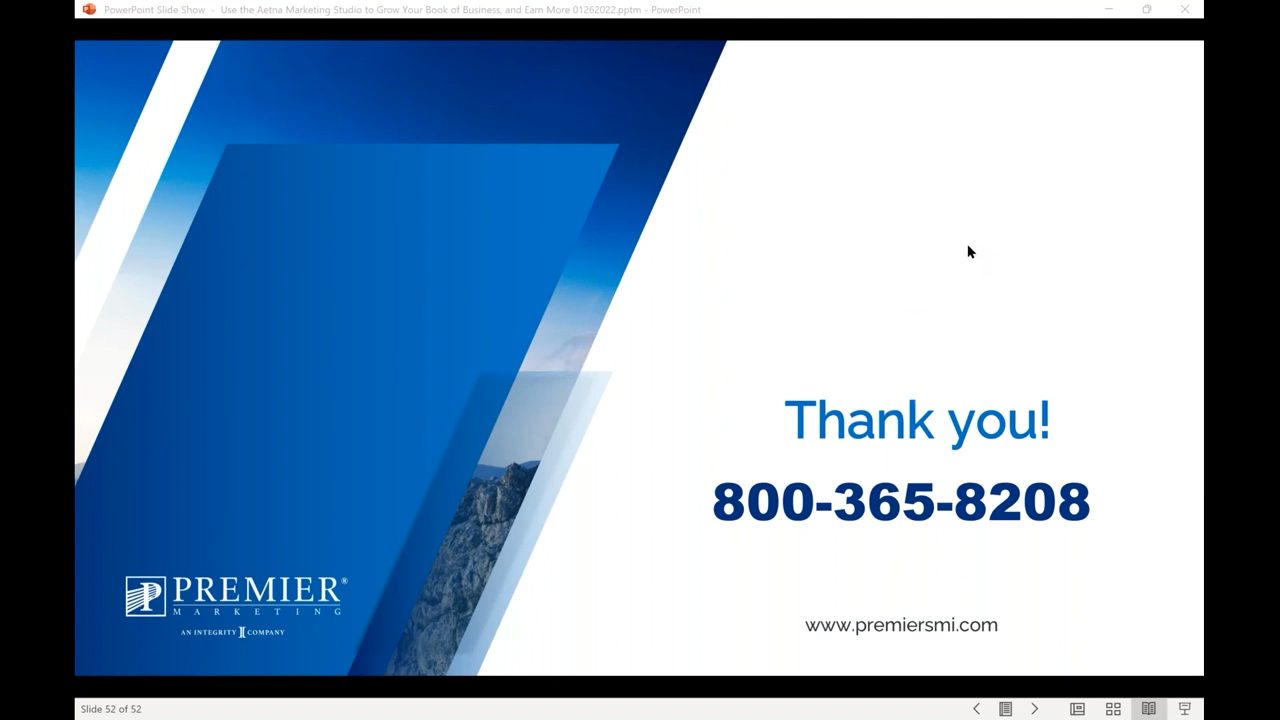 PowerPoint Slide Show - Use the Aetna Marketing Studio to Grow Your Book of Business, and Earn More 01262022.pptm - PowerPoint
Thank you!
800-365-8208
PREMIER®
MARKETING
AN INTEGRITY COMPANY
www.premiersmi.com
Slide 52 of 52